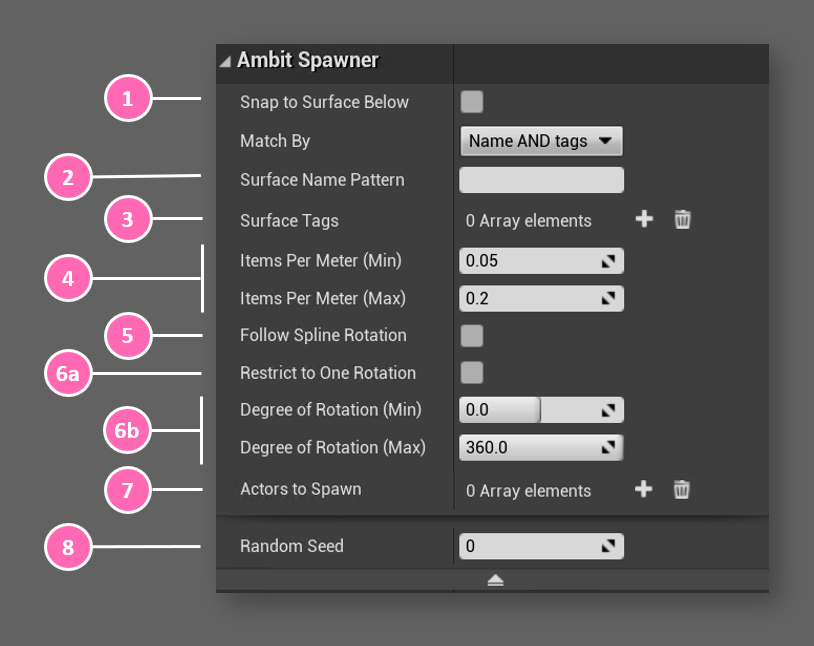 Ambit Spawner
1 Snap to Surface Below
Match By Name AND tags
2 Surface Name Pattern
3 Surface Tags 0 Array elements
4 Items Per Meter (Min) 0.05
Items Per Meter (Max) 0.2
5 Follow Spline Rotation
6a Restrict to One Rotation
6b Degree of Rotation (Min) 0.0
Degree of Rotation (Max) 360.0
7 Actors to Spawn 0 Array elements
8 Random Seed 0